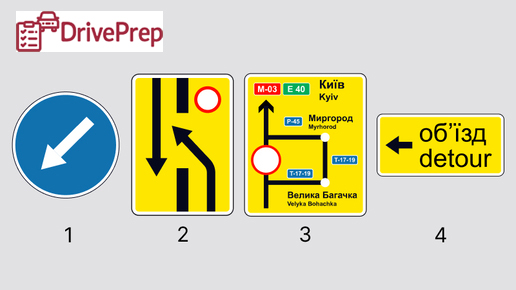 DrivePrep
М-03 E 40 Київ
Kyiv
Р-45 Миргород
Myrhorod
Т-17-19
Т-17-19
Велика Багачка
Velyka Bohachka
об’їзд
detour
1 2 3 4